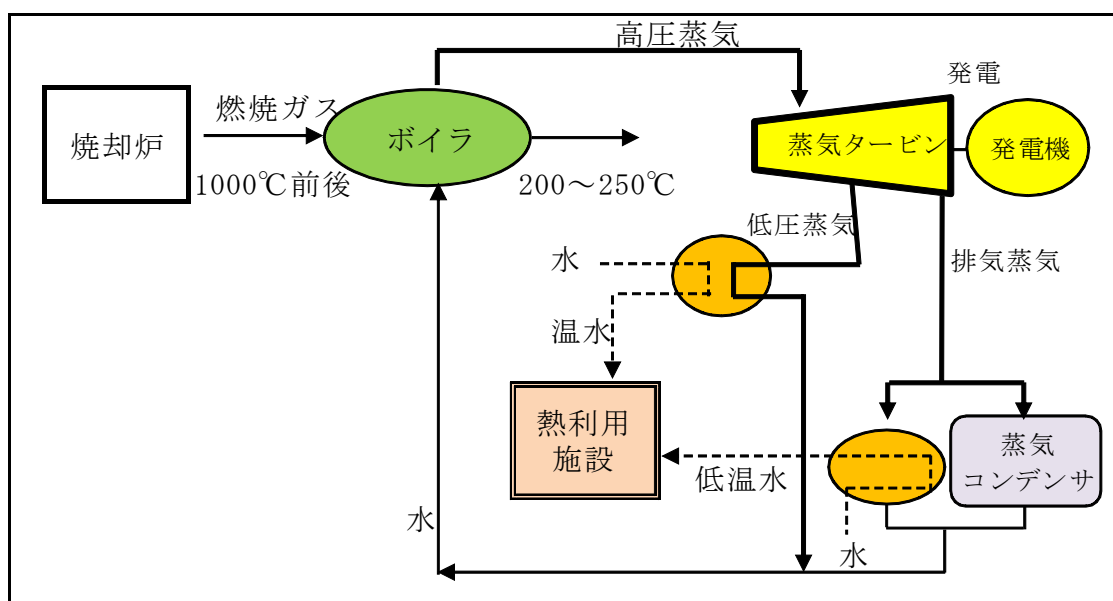 高圧蒸気
発電
焼却炉
燃焼ガス
1000℃前後
ボイラ
200～250℃
蒸気タービン
発電機
低圧蒸気
排気蒸気
水
温水
熱利用
施設
低温水
蒸気
コンデンサ
水
水